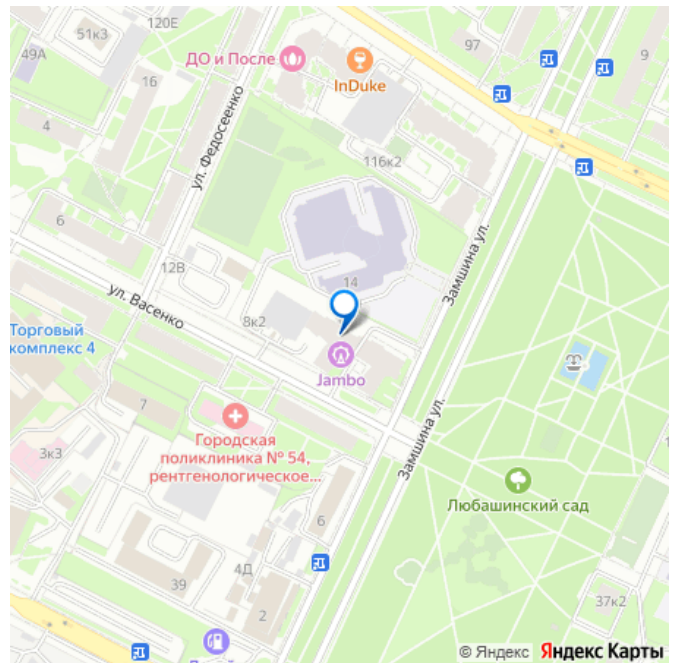 120Е
51к3
49А
ДО и После
InDuke
97
9
16
4
ул. Федосеенко
116к2
6
12В
14
Замшина ул.
ул. Васенко
8к2
Торговый
комплекс 4
Jambo
7
Городская
поликлиника № 54,
рентгенологическое...
Замшина ул.
3к3
Любашинский сад
6
4Д
39
2
37к2
© Яндекс Яндекс Карты